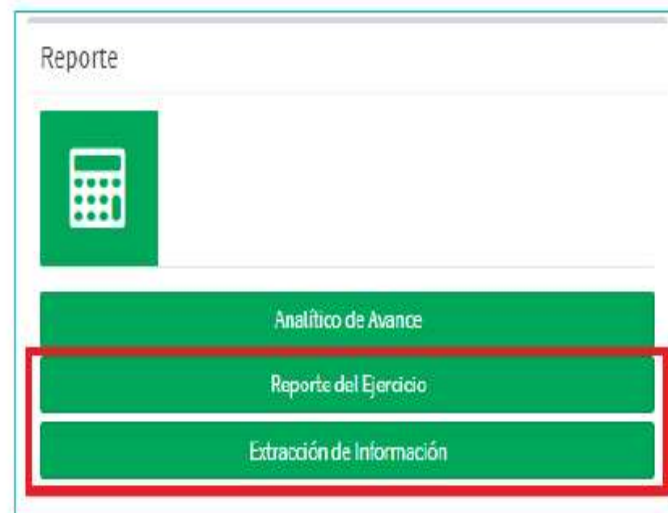 Reporte
Analítico de Avance
Reporte del Ejercicio
Extracción de Información